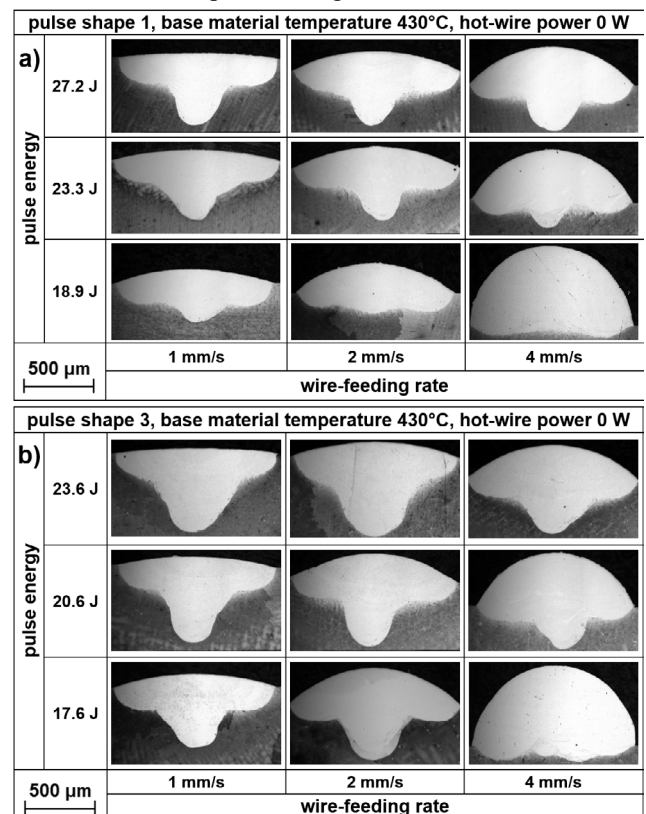 pulse shape 1, base material temperature 430°C, hot-wire power 0 W
a)
pulse energy
27.2 J
23.3 J
18.9 J
500 µm
1 mm/s
2 mm/s
4 mm/s
wire-feeding rate
pulse shape 3, base material temperature 430°C, hot-wire power 0 W
b)
pulse energy
23.6 J
20.6 J
17.6 J
500 µm
1 mm/s
2 mm/s
4 mm/s
wire-feeding rate